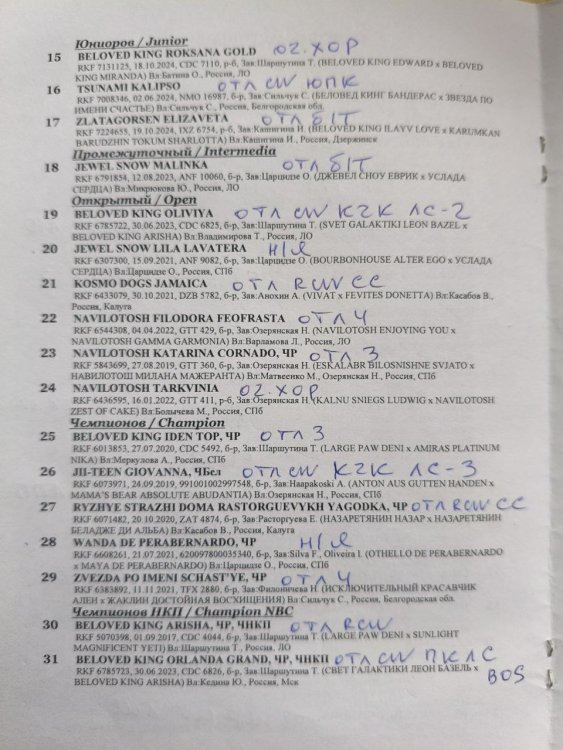 Юниоров / Junior
15 BELOVED KING ROKSANA GOLD оч. хор
RKF 7131125, 18.10.2024, CDC 7110, р-б, Зав:Шаршутина Т. (BELOVED KING EDWARD x BELOVED
KING MIRANDA) Вл:Батина О., Россия, ЛО
16 TSUNAMI KALIPSO отл CW ЮПК
RKF 7008346, 02.06.2024, NMO 16987, б-р, Зав:Сильчук С. (БЕЛОВЕД КИНГ БАНДЕРАС x ЗВЕЗДА ПО
ИМЕНИ СЧАСТЬЕ) Вл:Сильчук С., Россия, Белгородская обл.
17 ZLATAGORSEN ELIZAVETA отл б/т
RKF 7224655, 19.10.2024, IXZ 6754, р-б, Зав:Кашигина И. (BELOVED KING ILAYV LOVE x KARUMKAN
BARUDZHIN TOKUM SHARLOTTA) Вл:Кашигина И., Россия, Дзержинск
Промежуточный / Intermedia
18 JEWEL SNOW MALINKA отл б/т
RKF 6791854, 12.08.2023, ANF 10060, б-р, Зав:Царцидзе О. (ДЖЕВЕЛ СНОУ ЕВРИК x УСЛАДА
СЕРДЦА) Вл:Микрюкова Ю., Россия, ЛО
Открытый / Open
19 BELOVED KING OLIVIYA отл CW КЧК ЛС-2
RKF 6785722, 30.06.2023, CDC 6825, б-р, Зав:Шаршутина Т. (SVET GALAKTIKI LEON BAZEL x
BELOVED KING ARISHA) Вл:Владимирова Т., Россия, ЛО
20 JEWEL SNOW LILA LAVATERA н/я
RKF 6307300, 15.09.2021, ANF 9082, б-р, Зав:Царцидзе О. (BOURBONHOUSE ALTER EGO x УСЛАДА
СЕРДЦА) Вл:Царцидзе О., Россия, СПб
21 KOSMO DOGS JAMAICA отл RCW CC
RKF 6433079, 30.10.2021, DZB 5782, б-р, Зав:Анохин А. (VIVAT x FEVITES DONETTA) Вл:Касабов В.,
Россия, Калуга
22 NAVILOTOSH FILODORA FEOFRASTA отл 4
RKF 6544308, 04.04.2022, GTT 429, б-р, Зав:Озерянская Н. (NAVILOTOSH ENJOYING YOU x
NAVILOTOSH GAMMA GARMONIA) Вл:Варламова Л., Россия, ЛО
23 NAVILOTOSH KATARINA CORNADO, ЧР отл 3
RKF 5843699, 27.08.2019, GTT 360, б-р, Зав:Озерянская Н. (ESKALABR BILOSNISHNE SVIATO x
НАВИЛОТОШ МИЛАНА МАЖЕРАНТА) Вл:Матвеенко М., Озерянская Н., Россия, СПб
24 NAVILOTOSH TARKVINIA оч. хор
RKF 6436595, 16.01.2022, GTT 411, р-б, Зав:Озерянская Н. (KALNU SNIEGS LUDWIG x NAVILOTOSH
ZEST OF CAKE) Вл:Болычева М., Россия, СПб
Чемпионов / Champion
25 BELOVED KING IDEN TOP, ЧР отл 3
RKF 6013853, 27.07.2020, CDC 5492, б-р, Зав:Шаршутина Т. (LARGE PAW DENI x AMIRAS PLATINUM
NIKA) Вл:Меркулова А., Россия, СПб
26 JII-TEEN GIOVANNA, ЧБел отл CW КЧК ЛС-3
RKF 6073971, 24.09.2019, 991001002997548, б-р, Зав:Haapakoski A. (ANTON AUS GUTTEN HANDEN x
MAMA'S BEAR ABSOLUTE ABUDANTIA) Вл:Озерянская Н., Россия, СПб
27 RYZHYE STRAZHI DOMA RASTORGUEVYKH YAGODKA, ЧР отл RCW CC
RKF 6071482, 20.10.2020, ZAT 4874, б-р, Зав:Расторгуева Е. (НАЗАРЕТЯНИН НАЗАР x НАЗАРЕТЯНИН
БЕЛАДЖЕ ДИ АЛЬБА) Вл:Касабов В., Россия, Калуга
28 WANDA DE PERABERNARDO, ЧР н/я
RKF 6608261, 21.07.2021, 620097800035340, б-р, Зав:Silva F., Oliveira I. (OTHELLO DE PERABERNARDO
x MAYA DE PERABERNARDO) Вл:Царцидзе О., Россия, СПб
29 ZVEZDA PO IMENI SCHAST'YE, ЧР отл 4
RKF 6383892, 11.11.2021, TFX 2880, б-р, Зав:Филоничева Н. (ИСКЛЮЧИТЕЛЬНЫЙ КРАСАВЧИК
АЛЕН x ЖАКЛИН ДОСТОЙНАЯ ВОСХИЩЕНИЯ) Вл:Сильчук С., Россия, Белгородская обл.
Чемпионов НКП / Champion NBC
30 BELOVED KING ARISHA, ЧР, ЧНКП отл RCW
RKF 5070398, 01.09.2017, CDC 4044, б-р, Зав:Шаршутина Т. (LARGE PAW DENI x SUNLIGHT
MAGNIFICENT YETI) Вл:Шаршутина Т., Россия, ЛО
31 BELOVED KING ORLANDA GRAND, ЧР, ЧНКП отл CW ПК ЛС
RKF 6785723, 30.06 2023, CDC 6826, б-р, Зав:Шаршутина Т. (СВЕТ ГАЛАКТИКИ ЛЕОН БАЗЕЛЬ x BOS
BELOVED KING ARISHA) Вл:Кедина Ю., Россия, Мск